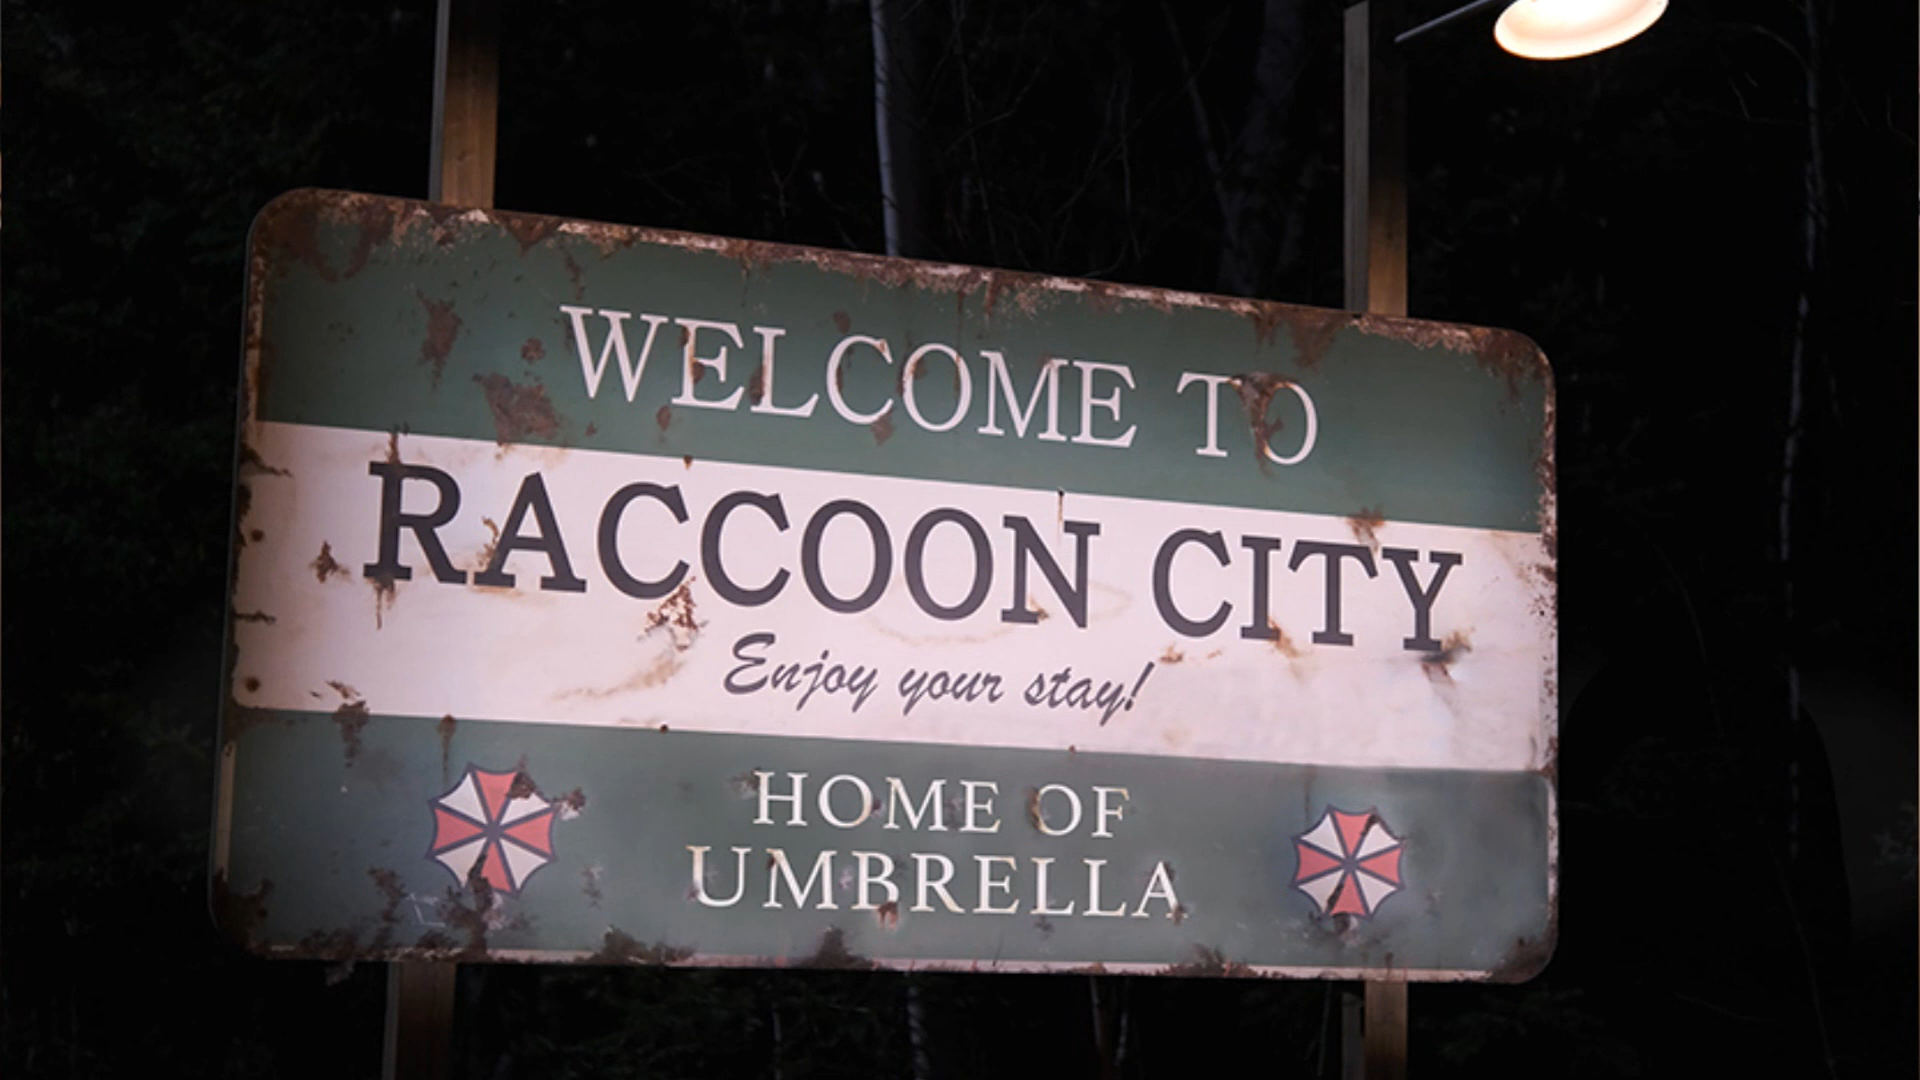 WELCOME TO
RACCOON CITY
Enjoy your stay!
HOME OF
UMBRELLA